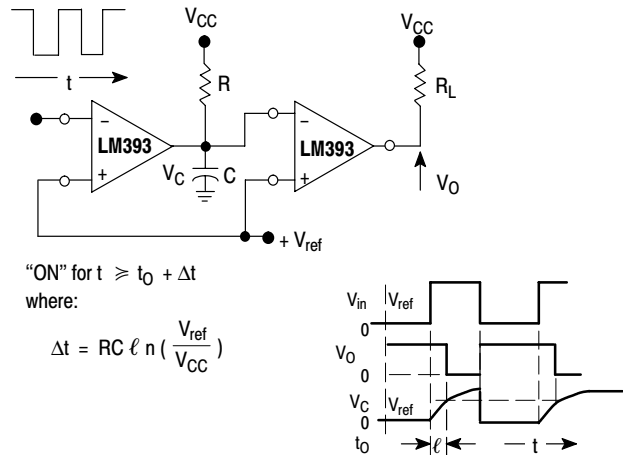 V_CC
V_CC
R
R_L
t
−
LM393
+
−
LM393
+
V_C
C
V_O
+ V_ref
"ON" for t ⩾ t_O + Δt
where:
Δt = RC ℓ n ( V_ref / V_CC )
V_in
V_ref
0
V_O
0
V_C
V_ref
0
t_O
ℓ
t